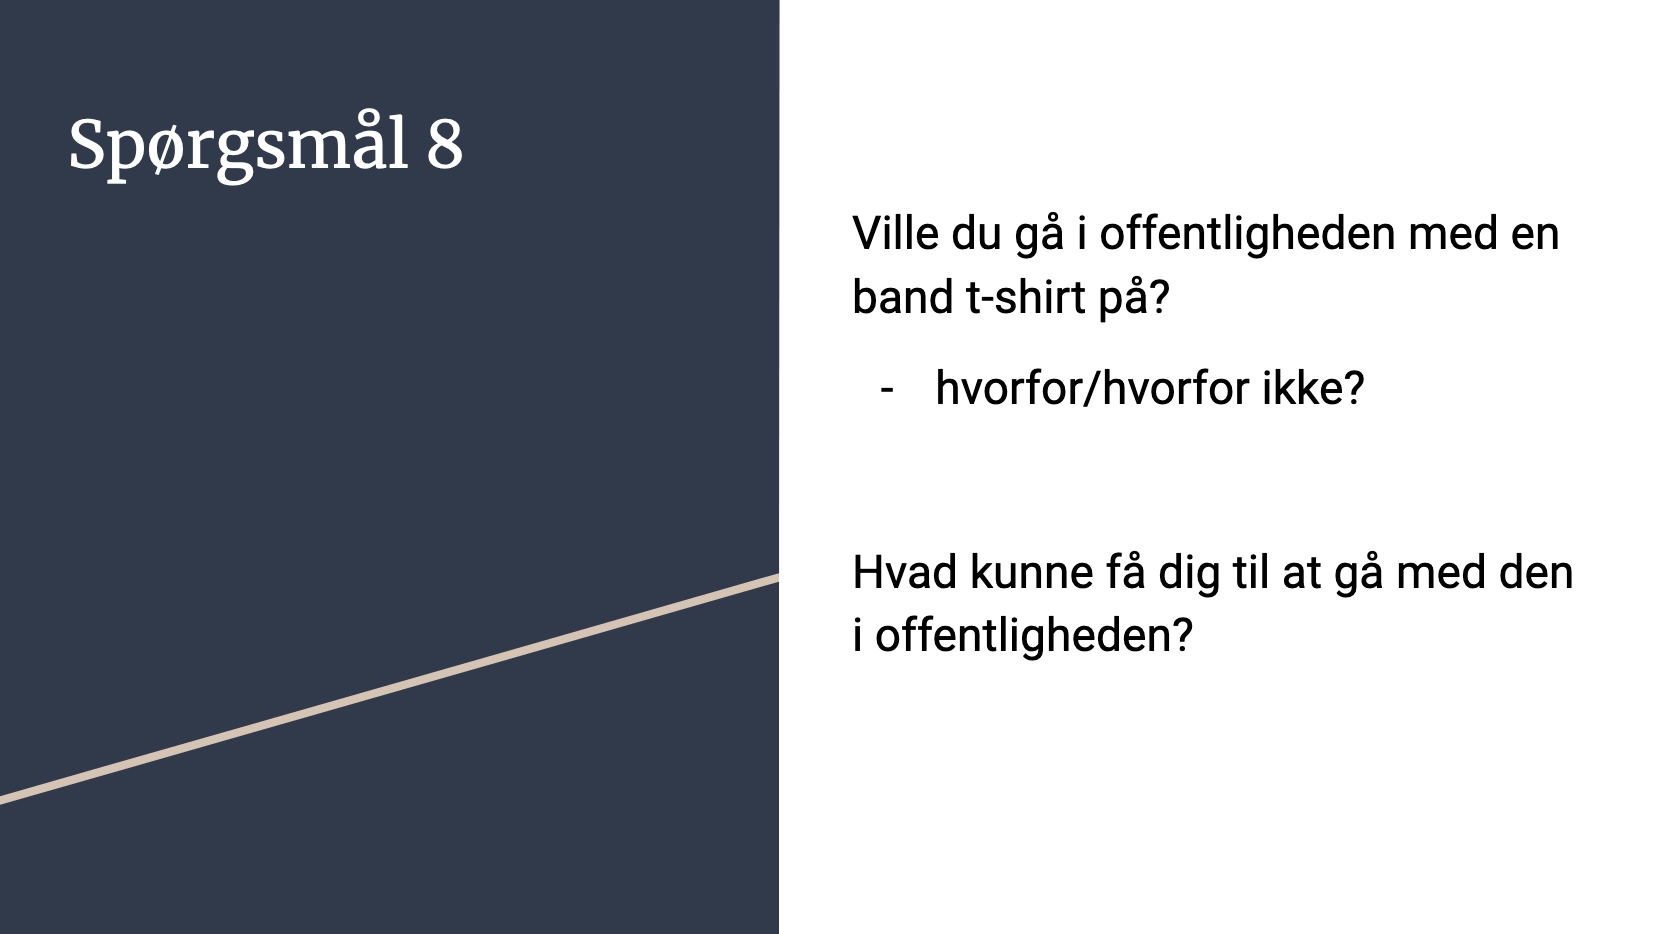 Spørgsmål 8
Ville du gå i offentligheden med en
band t-shirt på?
- hvorfor/hvorfor ikke?
Hvad kunne få dig til at gå med den
i offentligheden?